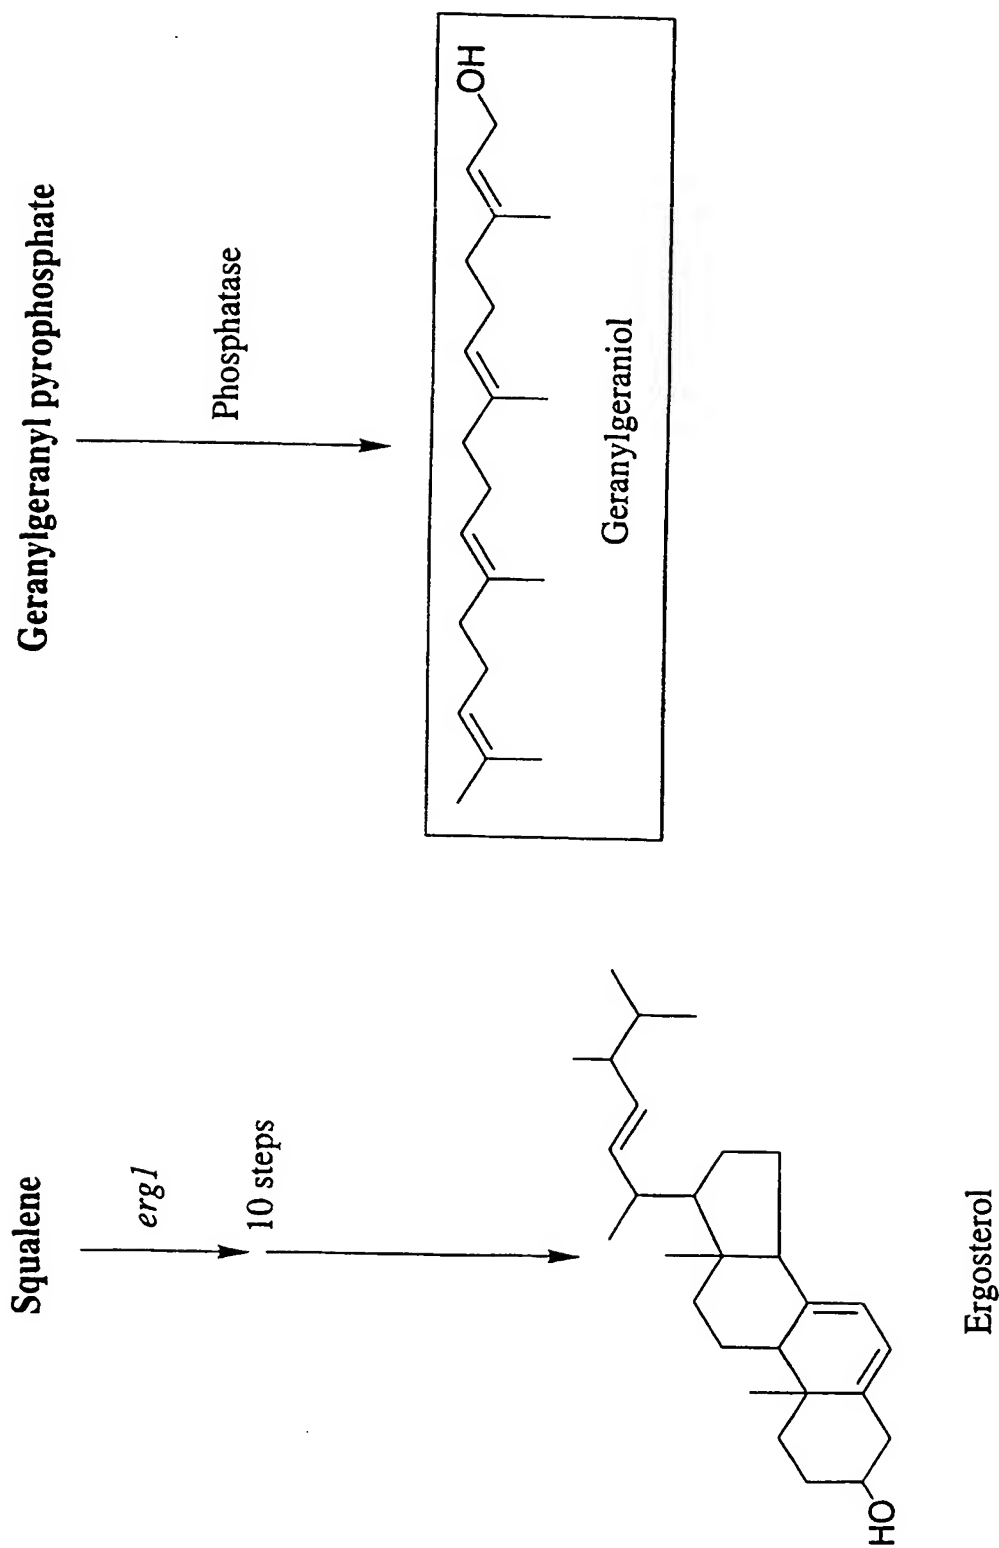 Squalene
erg1
10 steps
HO
Ergosterol
Geranylgeranyl pyrophosphate
Phosphatase
OH
Geranylgeraniol